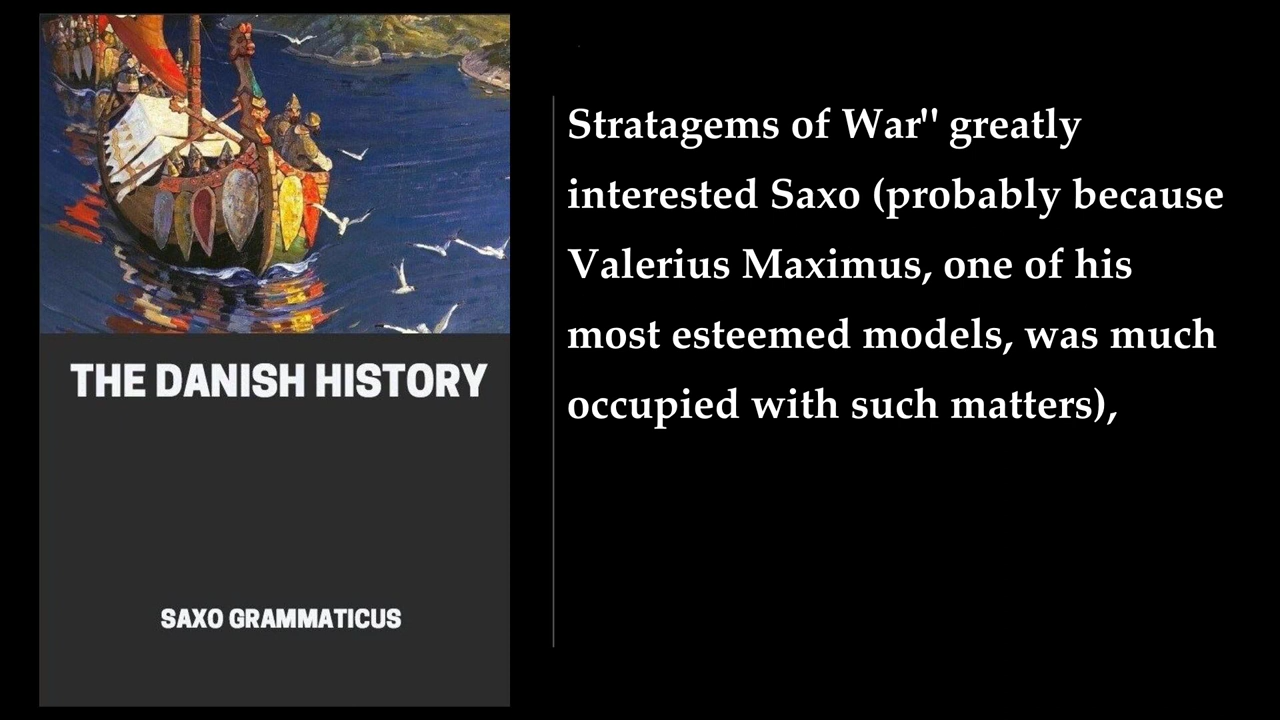 THE DANISH HISTORY
SAXO GRAMMATICUS
Stratagems of War" greatly
interested Saxo (probably because
Valerius Maximus, one of his
most esteemed models, was much
occupied with such matters),